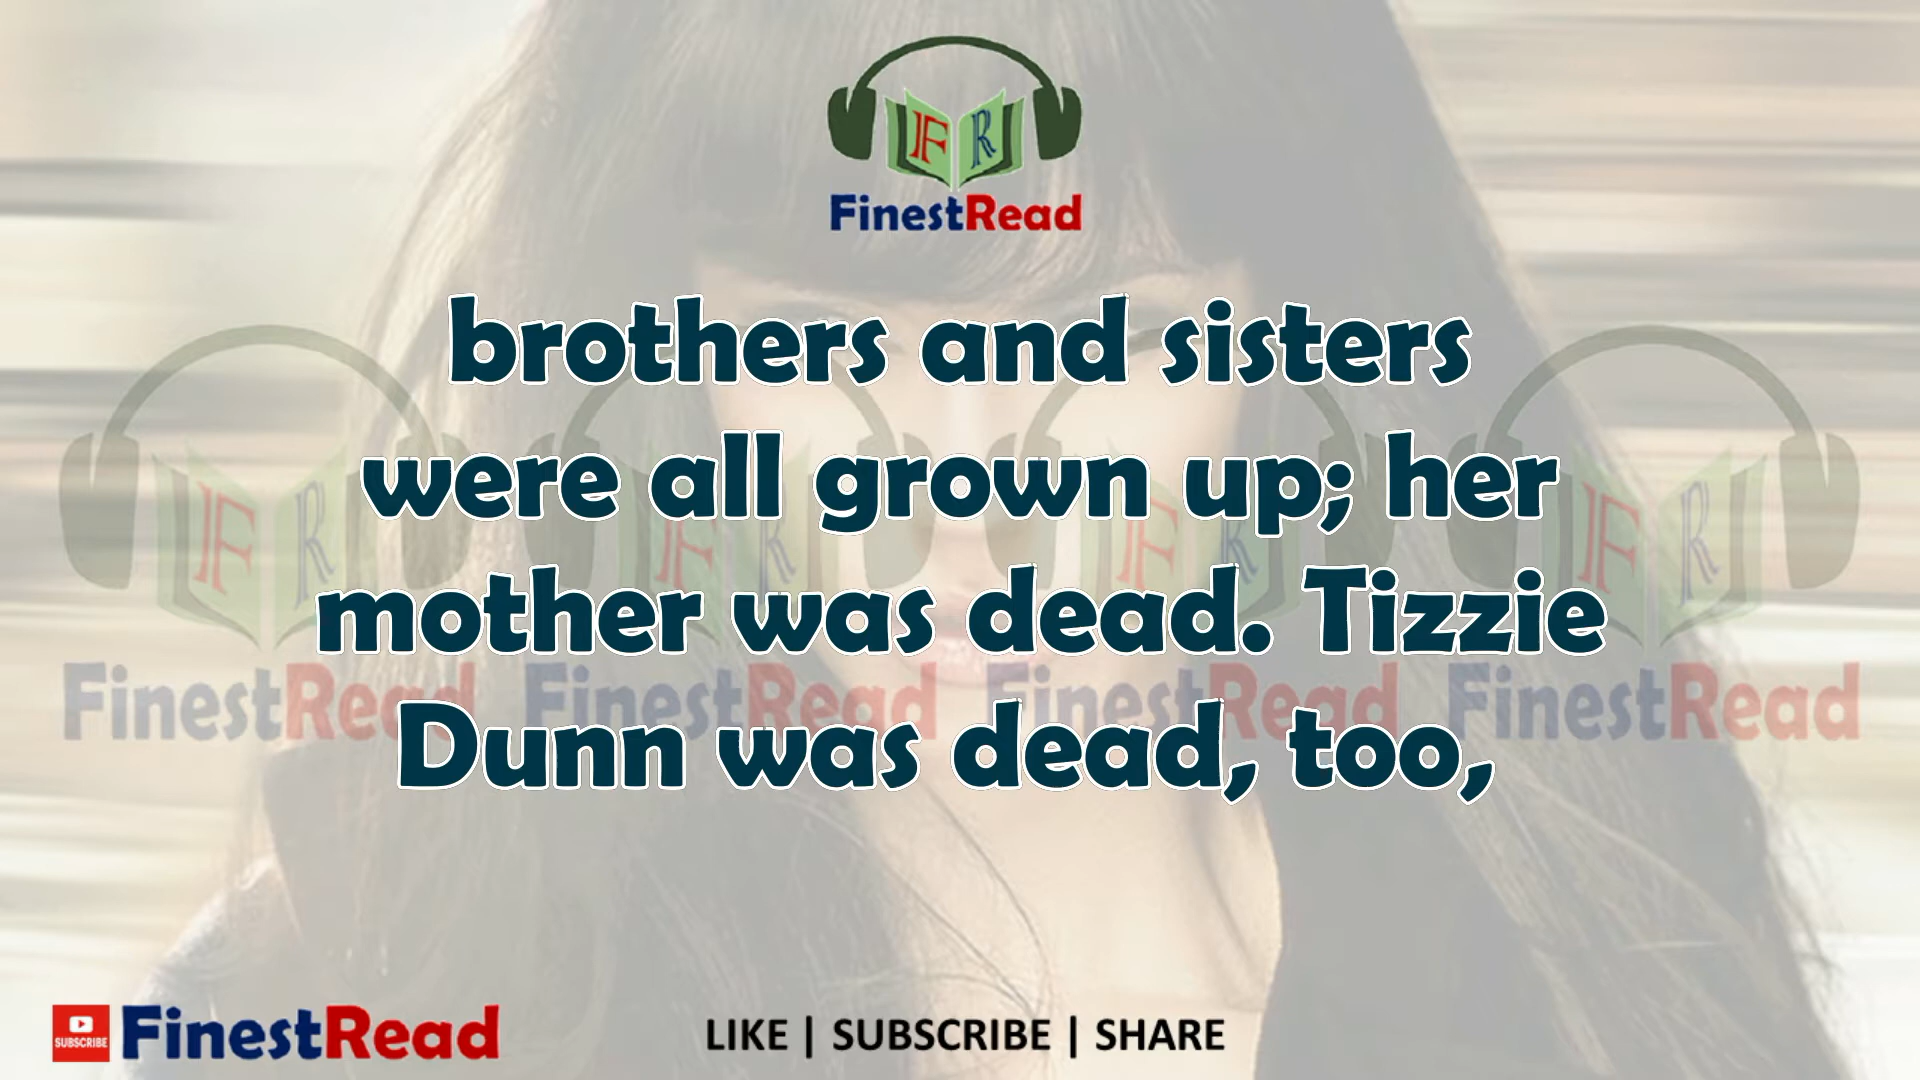 F R
FinestRead
brothers and sisters
were all grown up; her
mother was dead. Tizzie
Dunn was dead, too,
F R F R F R F R
FinestRead FinestRead FinestRead FinestRead
SUBSCRIBE FinestRead
LIKE | SUBSCRIBE | SHARE